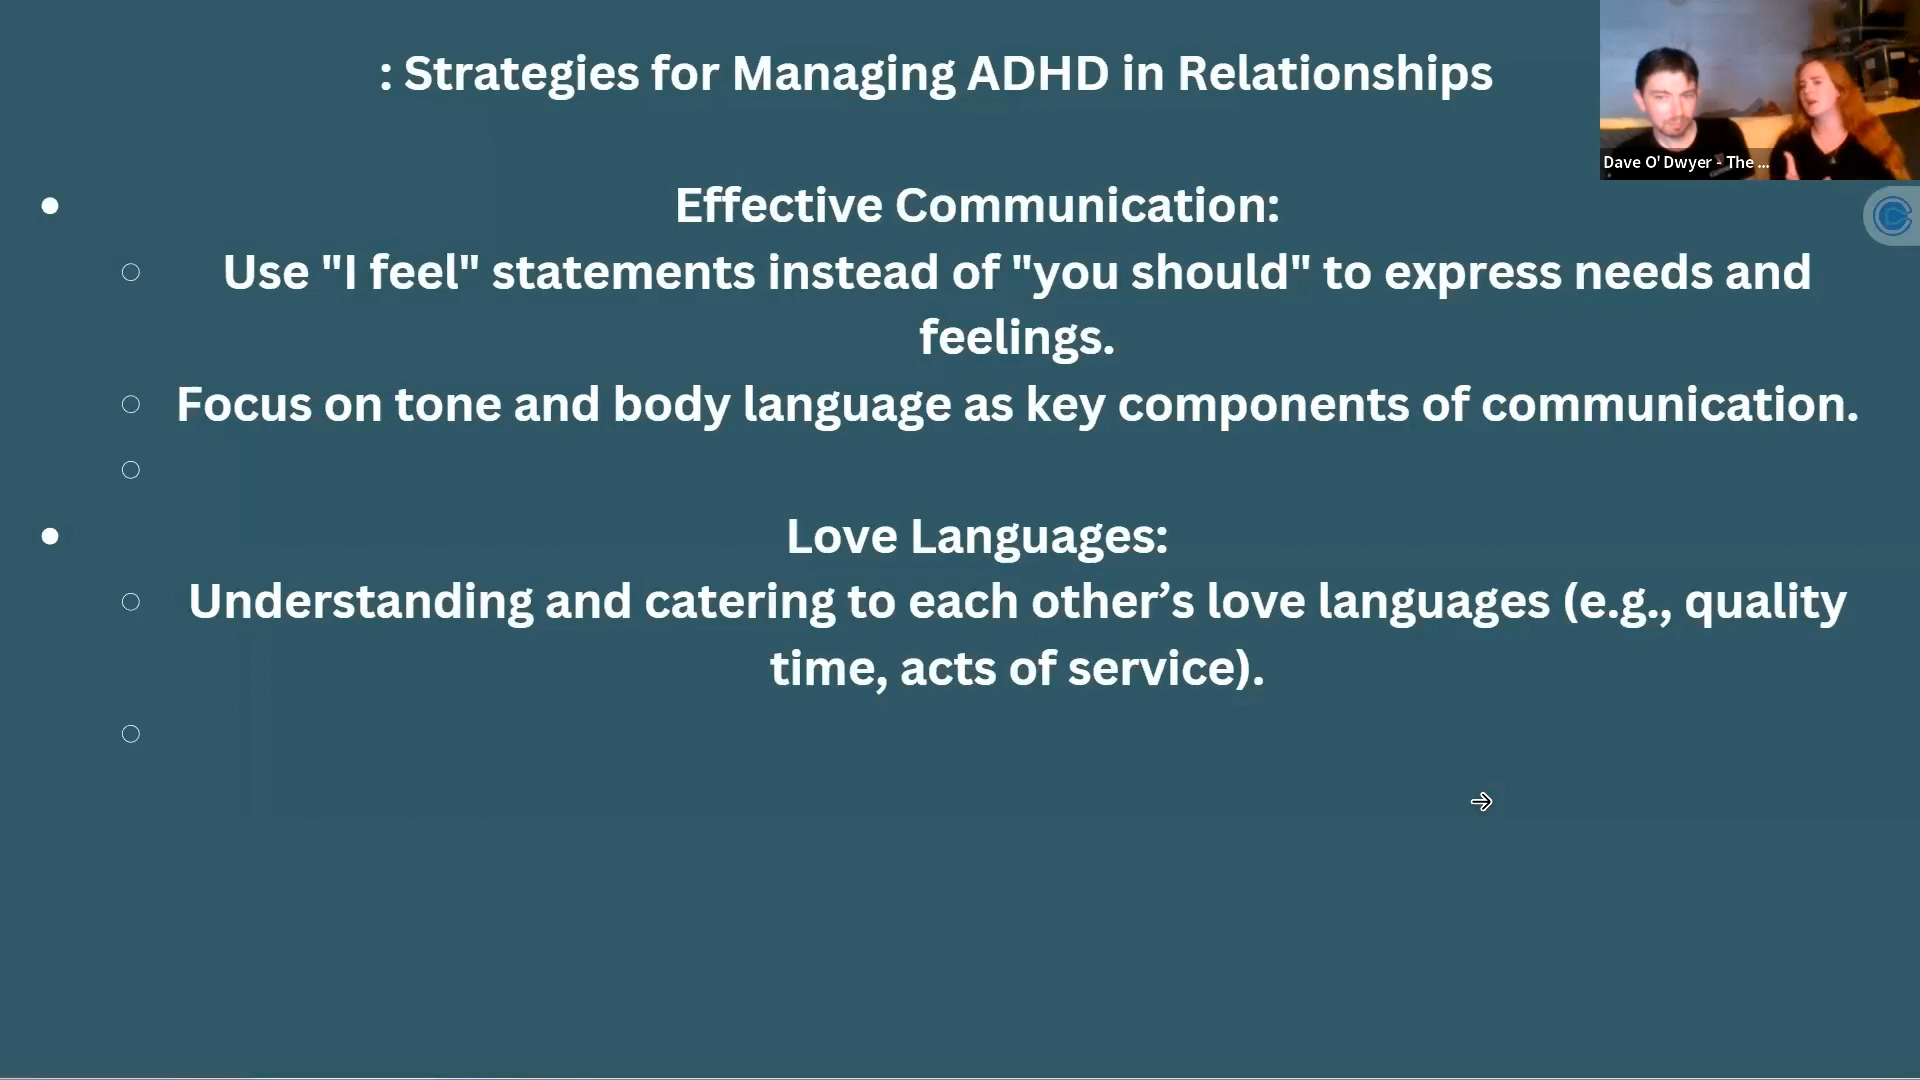 : Strategies for Managing ADHD in Relationships
Dave O' Dwyer - The ...
Effective Communication:
Use "I feel" statements instead of "you should" to express needs and
feelings.
Focus on tone and body language as key components of communication.
Love Languages:
Understanding and catering to each other’s love languages (e.g., quality
time, acts of service).